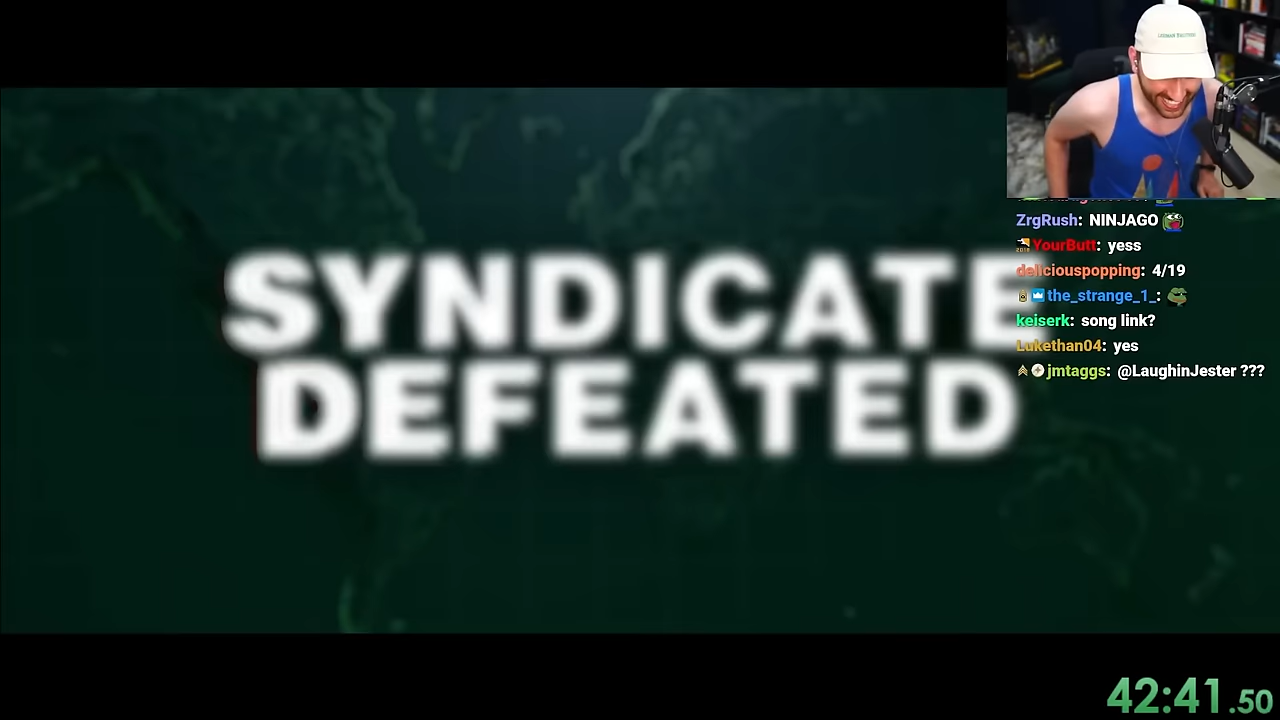 SYNDICATE
DEFEATED
ZrgRush: NINJAGO
YourButt: yess
deliciouspopping: 4/19
the_strange_1_:
keiserk: song link?
Lukethan04: yes
jmtaggs: @LaughinJester ???
42:41.50